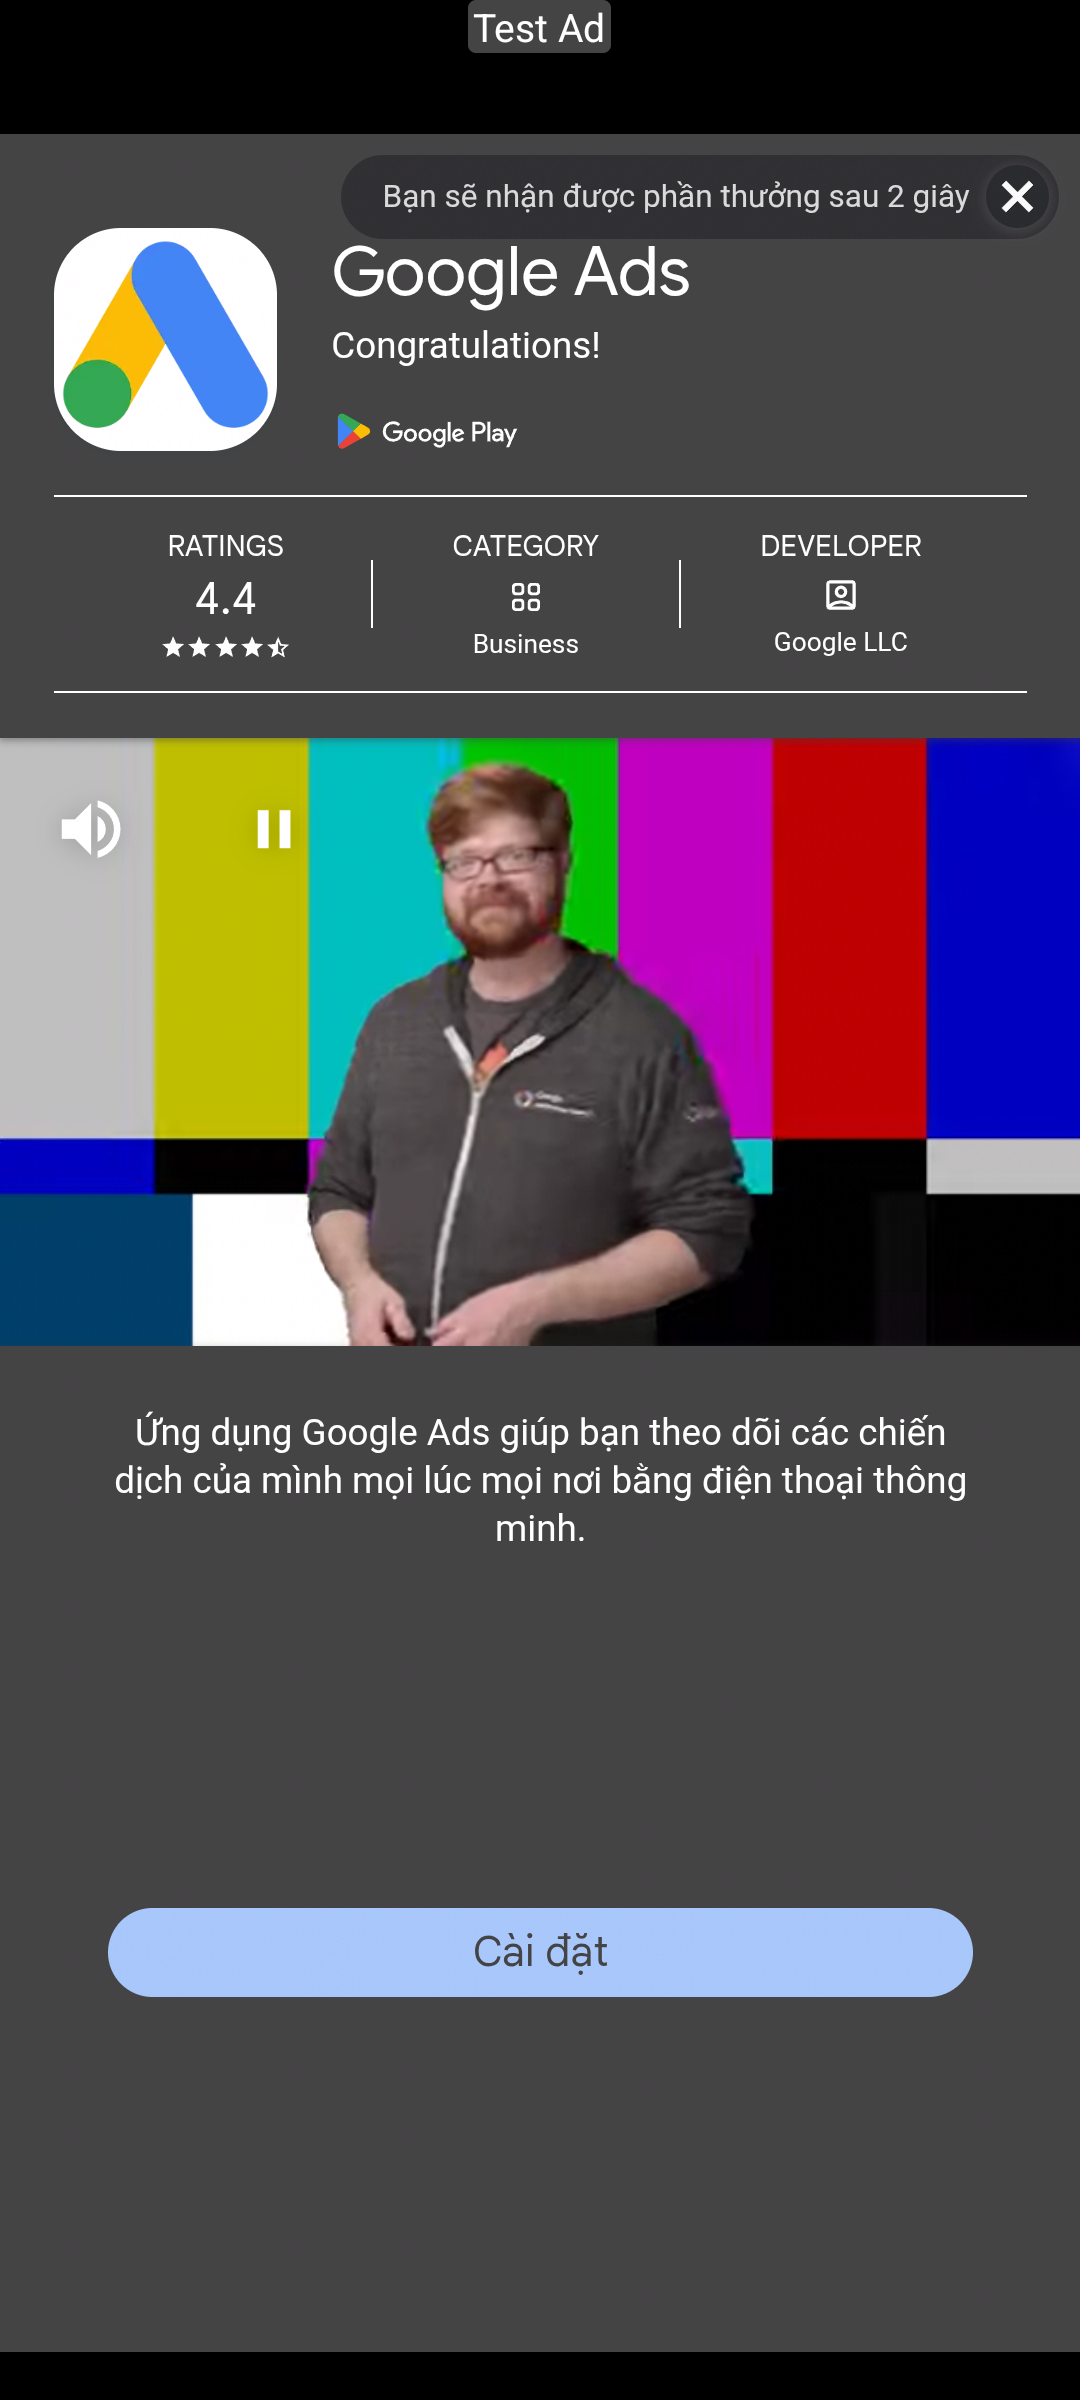 Test Ad
Bạn sẽ nhận được phần thưởng sau 2 giây
Google Ads
Congratulations!
Google Play
RATINGS
4.4
CATEGORY
Business
DEVELOPER
Google LLC
Ứng dụng Google Ads giúp bạn theo dõi các chiến
dịch của mình mọi lúc mọi nơi bằng điện thoại thông
minh.
Cài đặt